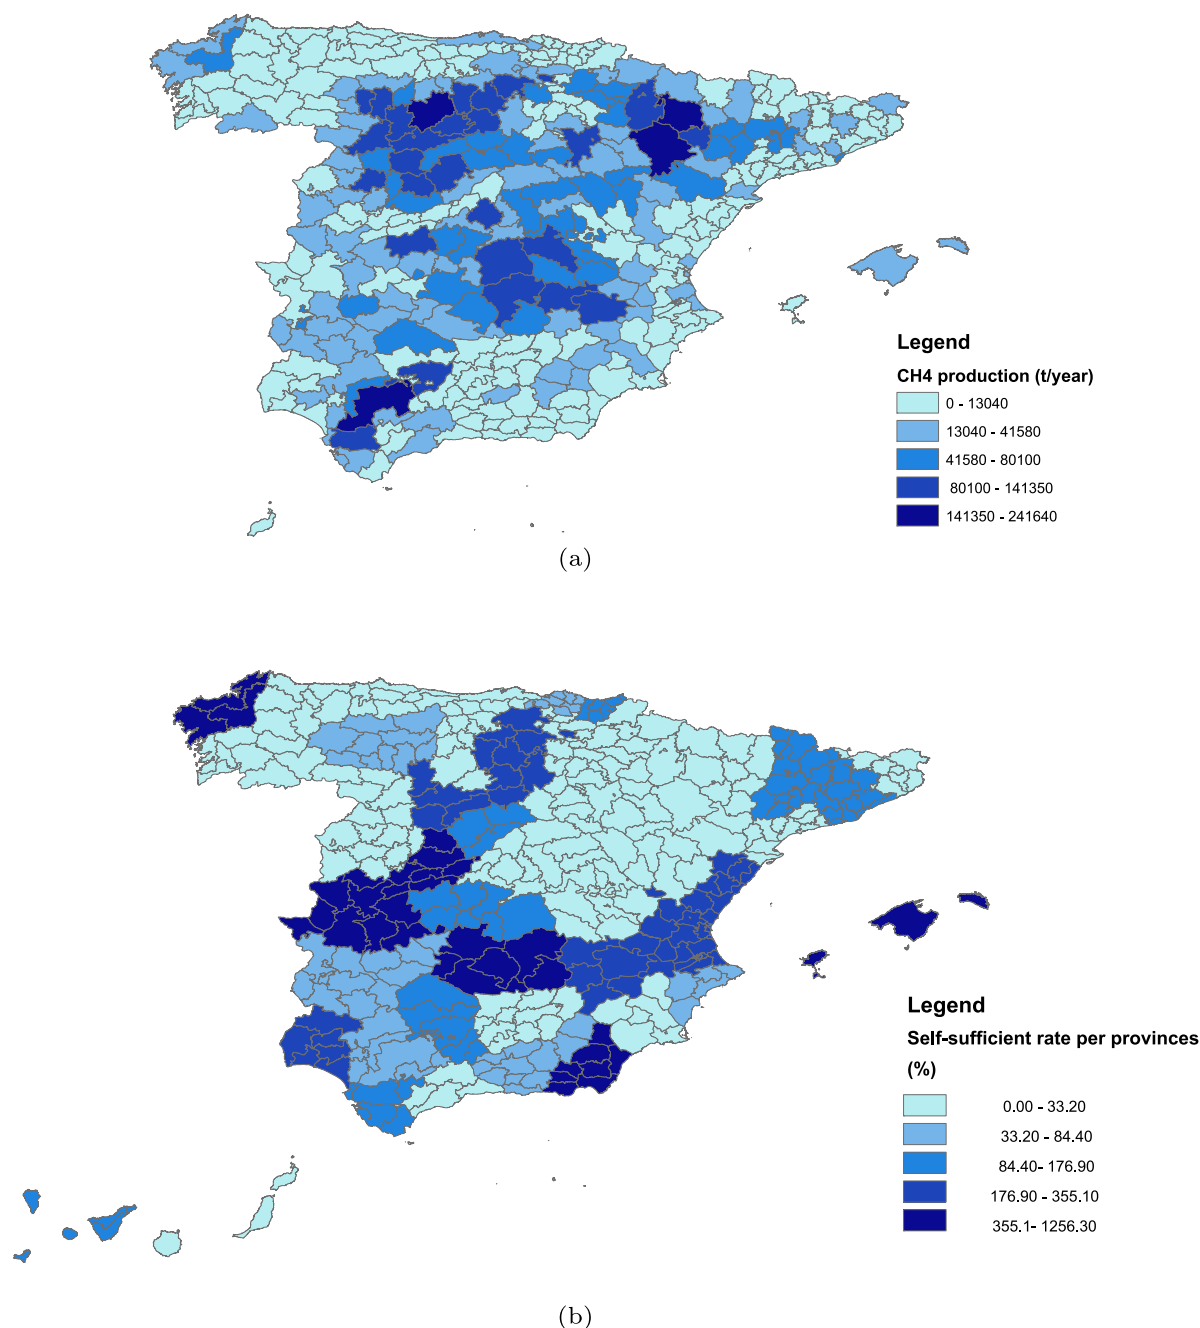 Legend
CH4 production (t/year)
0 - 13040
13040 - 41580
41580 - 80100
80100 - 141350
141350 - 241640
(a)
Legend
Self-sufficient rate per provinces
(%)
0.00 - 33.20
33.20 - 84.40
84.40- 176.90
176.90 - 355.10
355.1- 1256.30
(b)